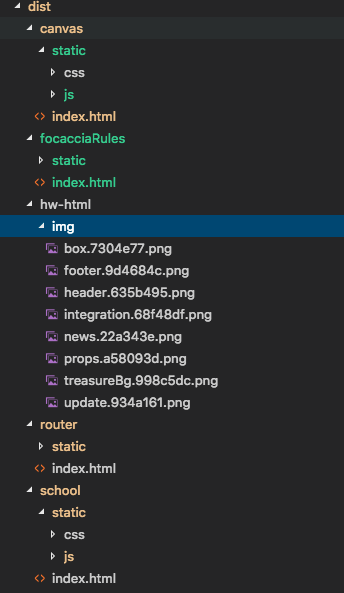 dist
canvas
static
css
js
index.html
focacciaRules
static
index.html
hw-html
img
box.7304e77.png
footer.9d4684c.png
header.635b495.png
integration.68f48df.png
news.22a343e.png
props.a58093d.png
treasureBg.998c5dc.png
update.934a161.png
router
static
index.html
school
static
css
js
index.html